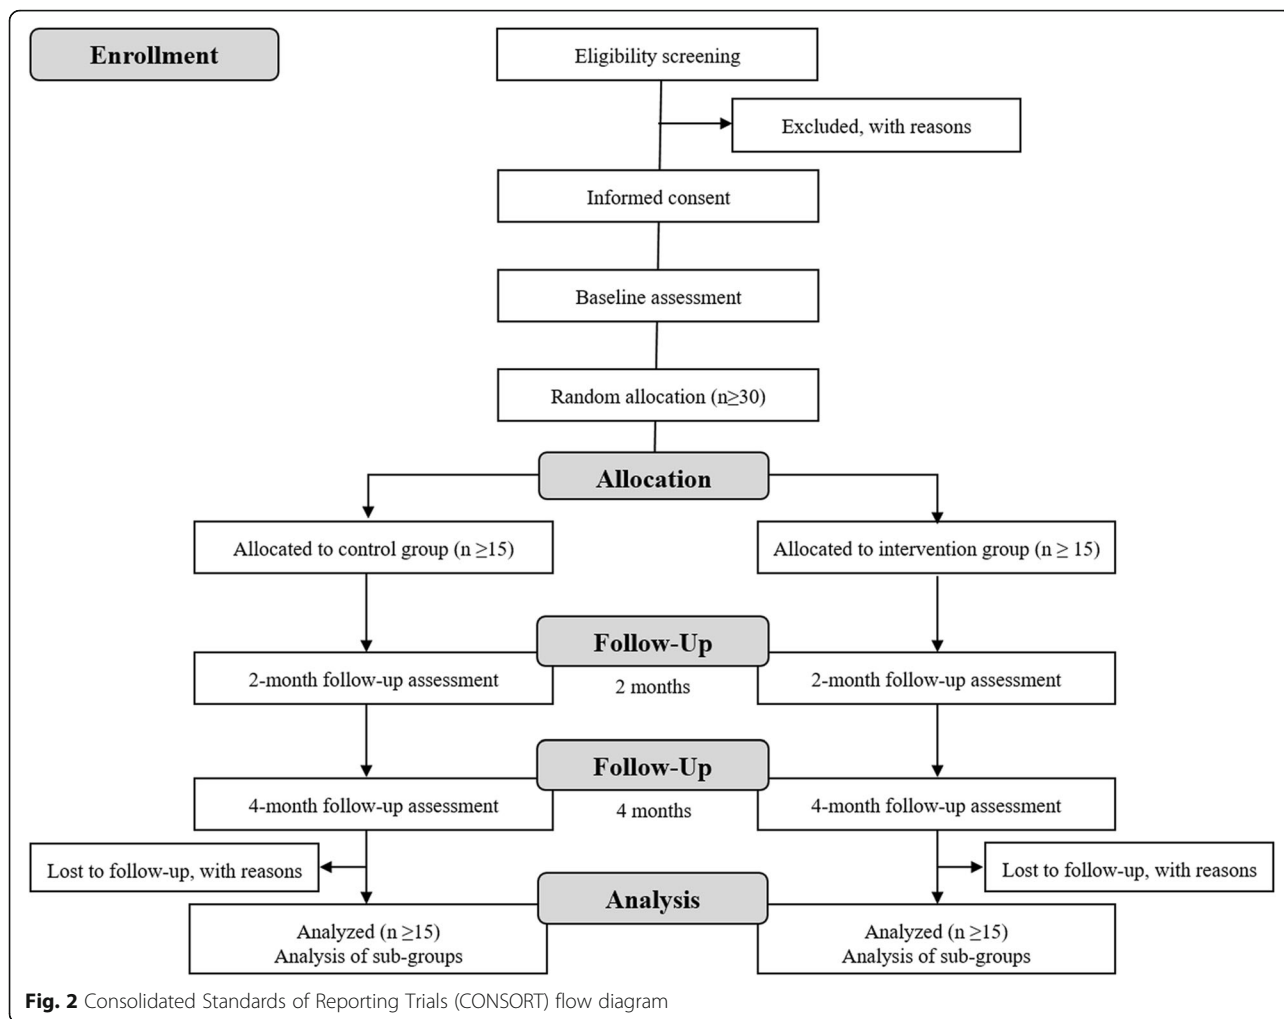 Enrollment
Eligibility screening
Excluded, with reasons
Informed consent
Baseline assessment
Random allocation (n≥30)
Allocation
Allocated to control group (n ≥15)
Allocated to intervention group (n ≥ 15)
Follow-Up
2-month follow-up assessment
2 months
2-month follow-up assessment
Follow-Up
4-month follow-up assessment
4 months
4-month follow-up assessment
Lost to follow-up, with reasons
Lost to follow-up, with reasons
Analysis
Analyzed (n ≥15)
Analysis of sub-groups
Analyzed (n ≥15)
Analysis of sub-groups
Fig. 2 Consolidated Standards of Reporting Trials (CONSORT) flow diagram